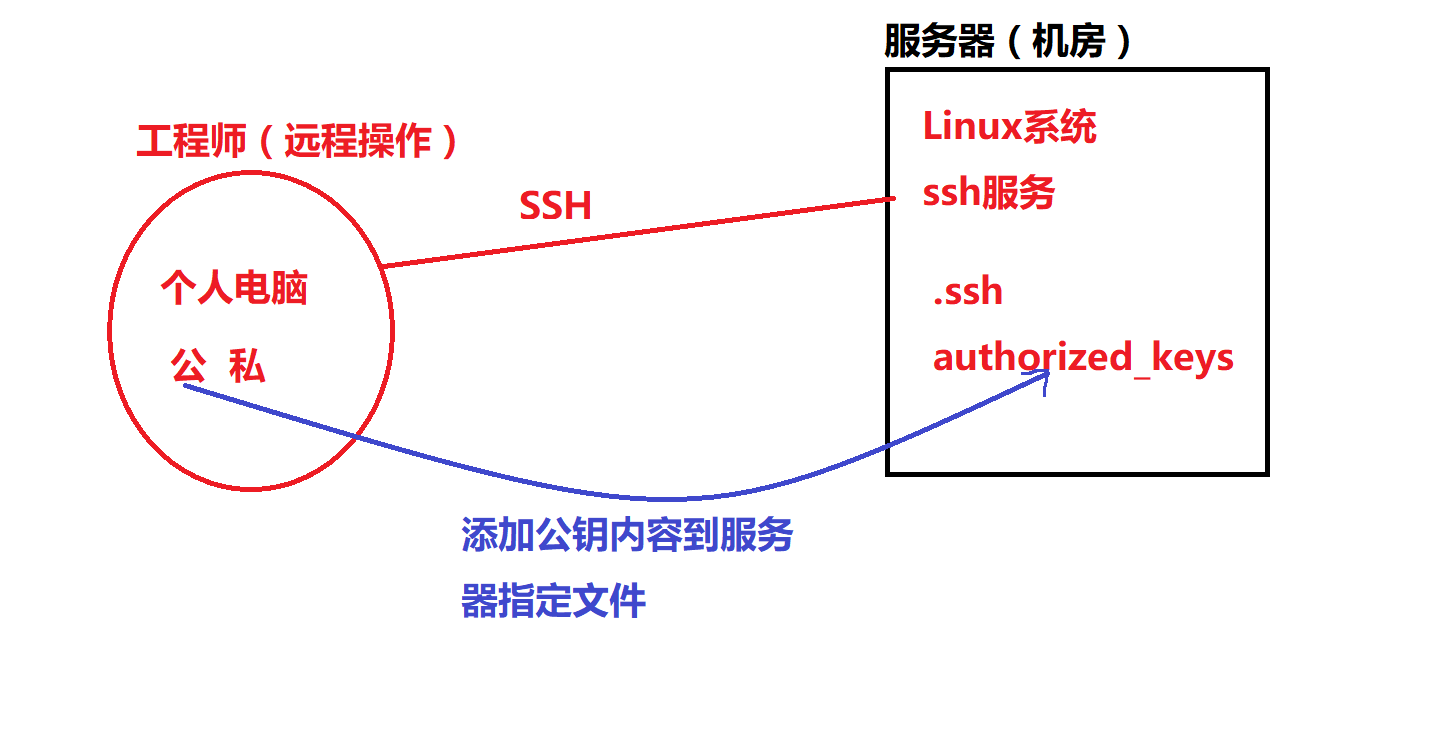 服务器（机房）
工程师（远程操作）
Linux系统
SSH
ssh服务
个人电脑
.ssh
公 私
authorized_keys
添加公钥内容到服务
器指定文件